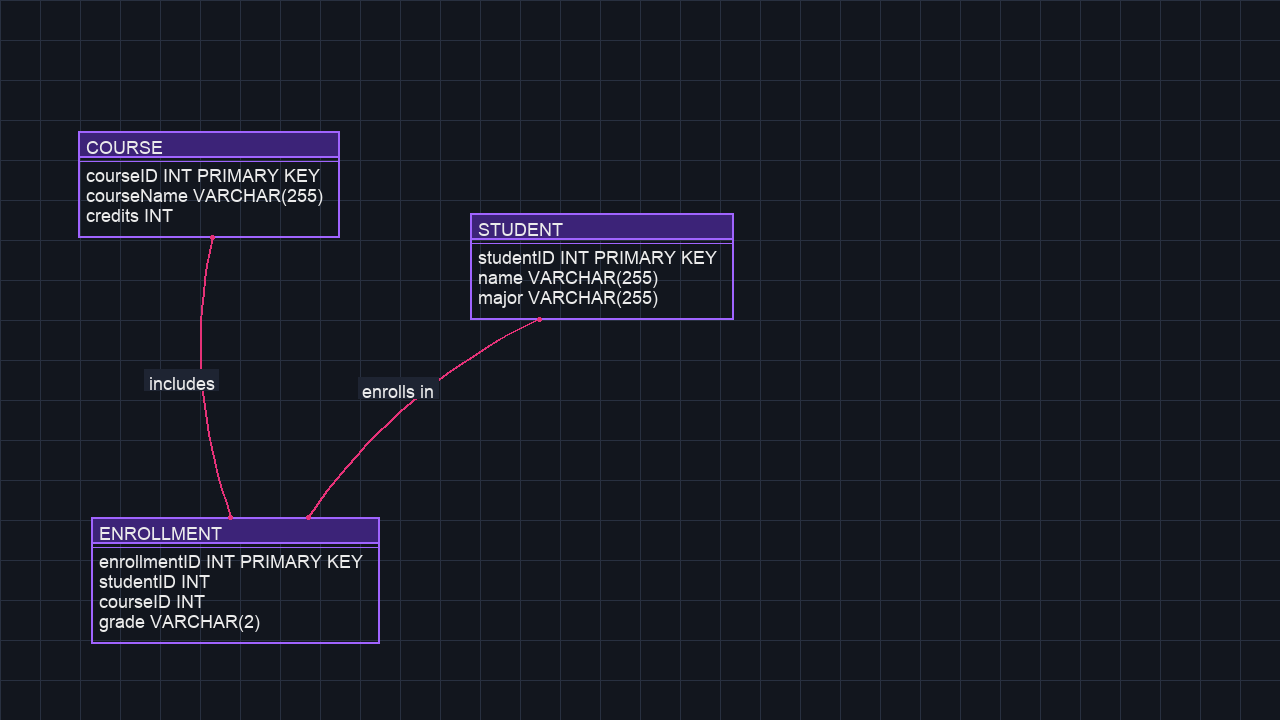 COURSE
courseID INT PRIMARY KEY
courseName VARCHAR(255)
credits INT
STUDENT
studentID INT PRIMARY KEY
name VARCHAR(255)
major VARCHAR(255)
includes
enrolls in
ENROLLMENT
enrollmentID INT PRIMARY KEY
studentID INT
courseID INT
grade VARCHAR(2)